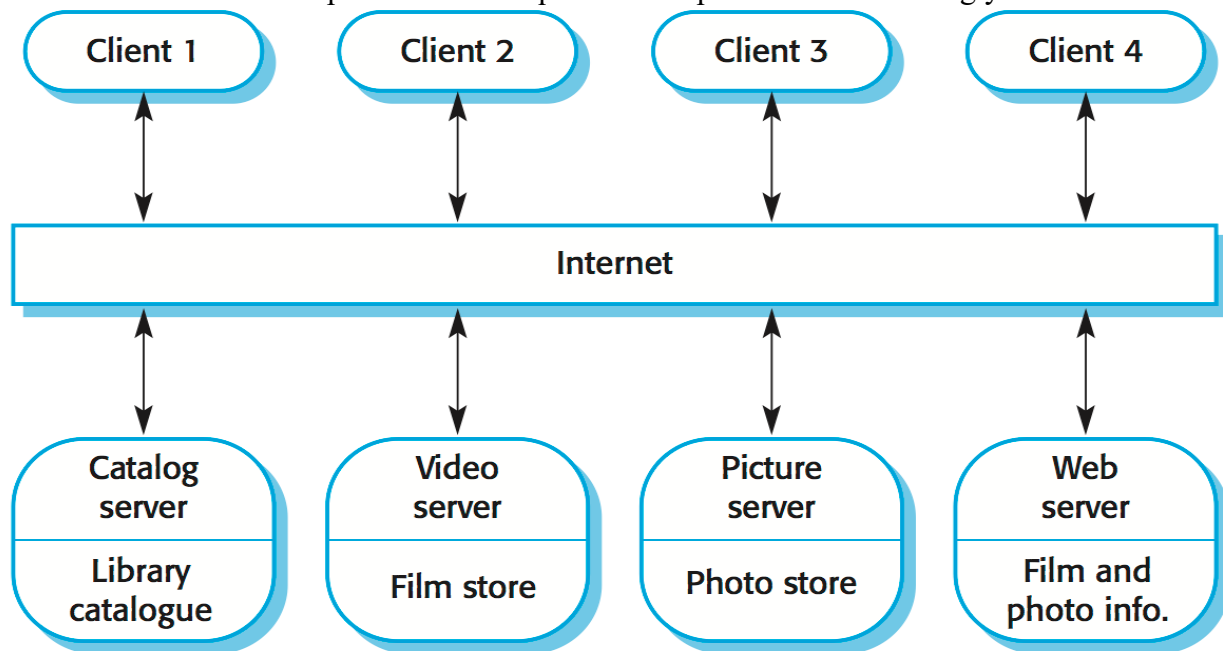 Client 1
Client 2
Client 3
Client 4
Internet
Catalog
server
Library
catalogue
Video
server
Film store
Picture
server
Photo store
Web
server
Film and
photo info.